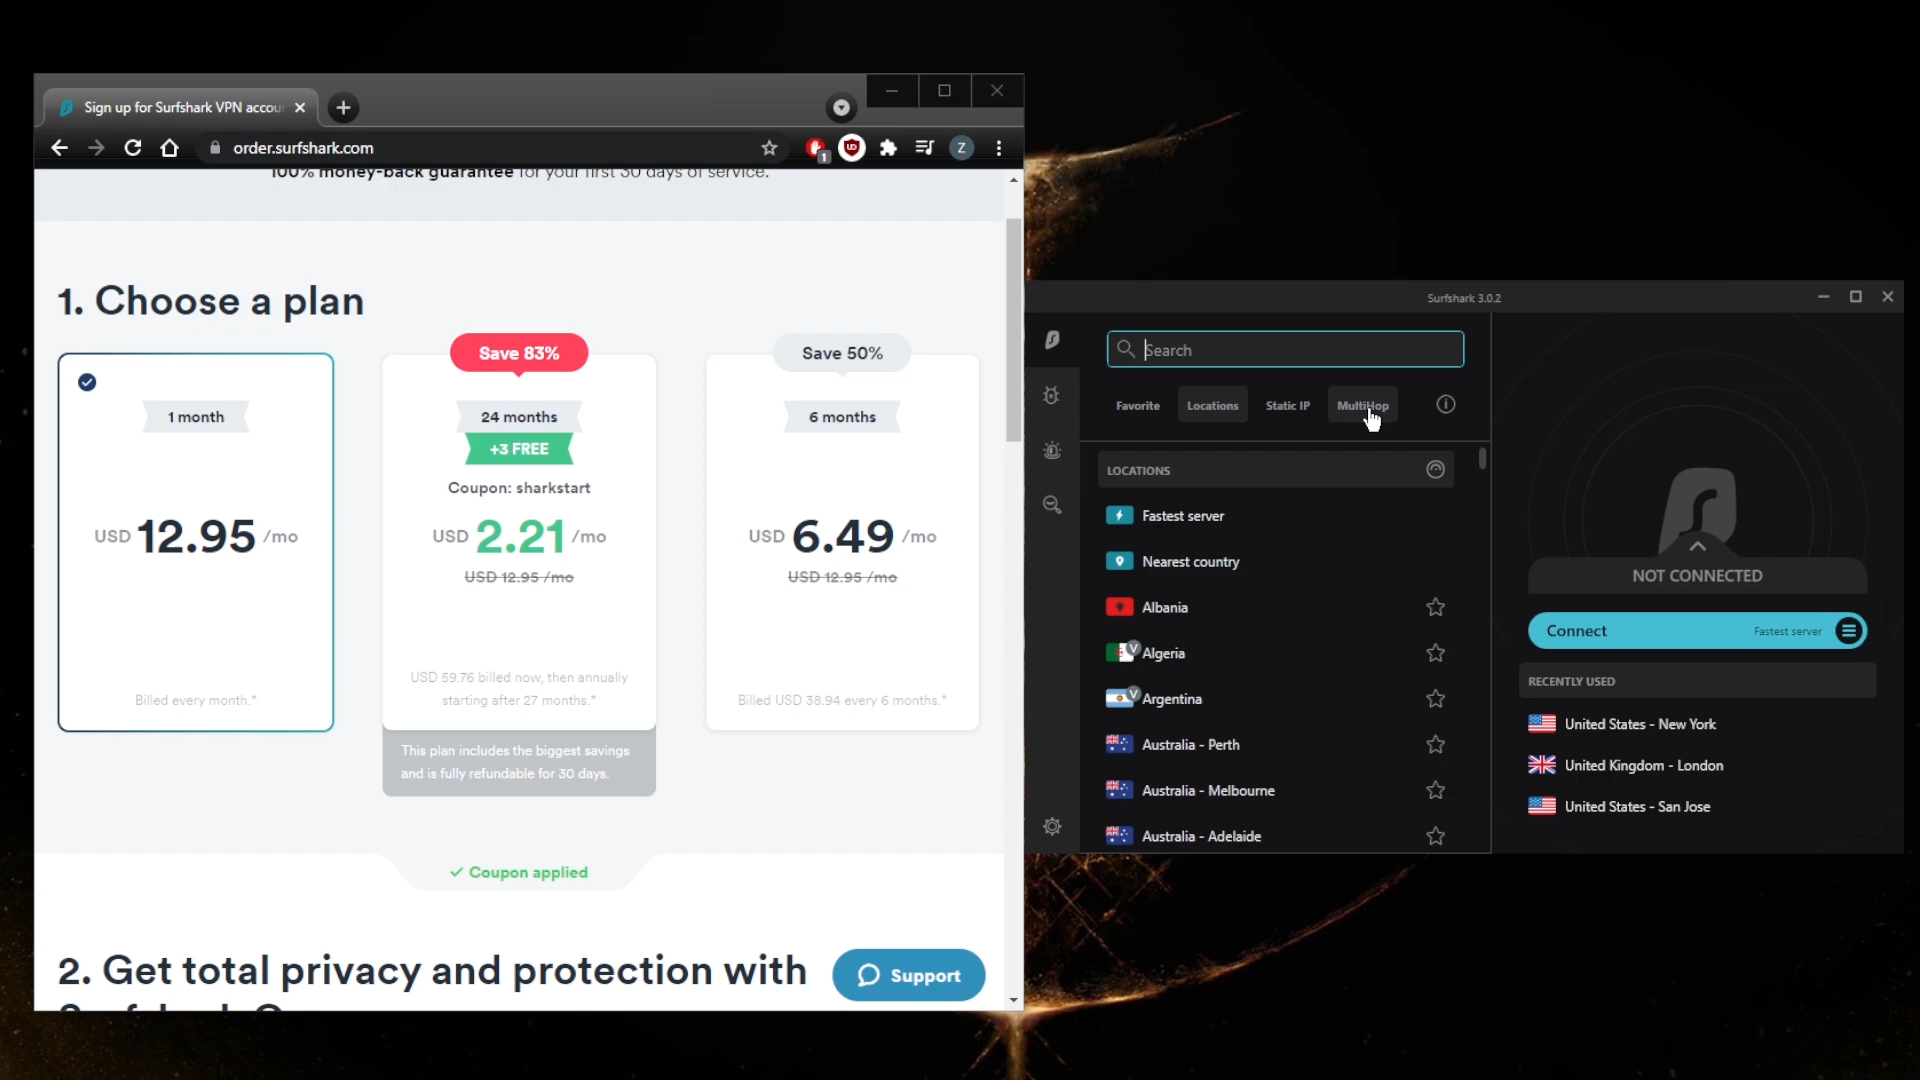 Sign up for Surfshark VPN accou
order.surfshark.com
1
Z
100% money-back guarantee for your first 30 days of service.
1. Choose a plan
1 month
USD 12.95 /mo
Billed every month.*
Save 83%
24 months
+3 FREE
Coupon: sharkstart
USD 2.21 /mo
USD 12.95 /mo
USD 59.76 billed now, then annually
starting after 27 months.*
This plan includes the biggest savings
and is fully refundable for 30 days.
Save 50%
6 months
USD 6.49 /mo
USD 12.95 /mo
Billed USD 38.94 every 6 months.*
Coupon applied
2. Get total privacy and protection with
Support
Surfshark 3.0.2
Search
Favorite
Locations
Static IP
MultiHop
LOCATIONS
Fastest server
Nearest country
Albania
V
Algeria
V
Argentina
Australia - Perth
Australia - Melbourne
Australia - Adelaide
NOT CONNECTED
Connect
Fastest server
RECENTLY USED
United States - New York
United Kingdom - London
United States - San Jose